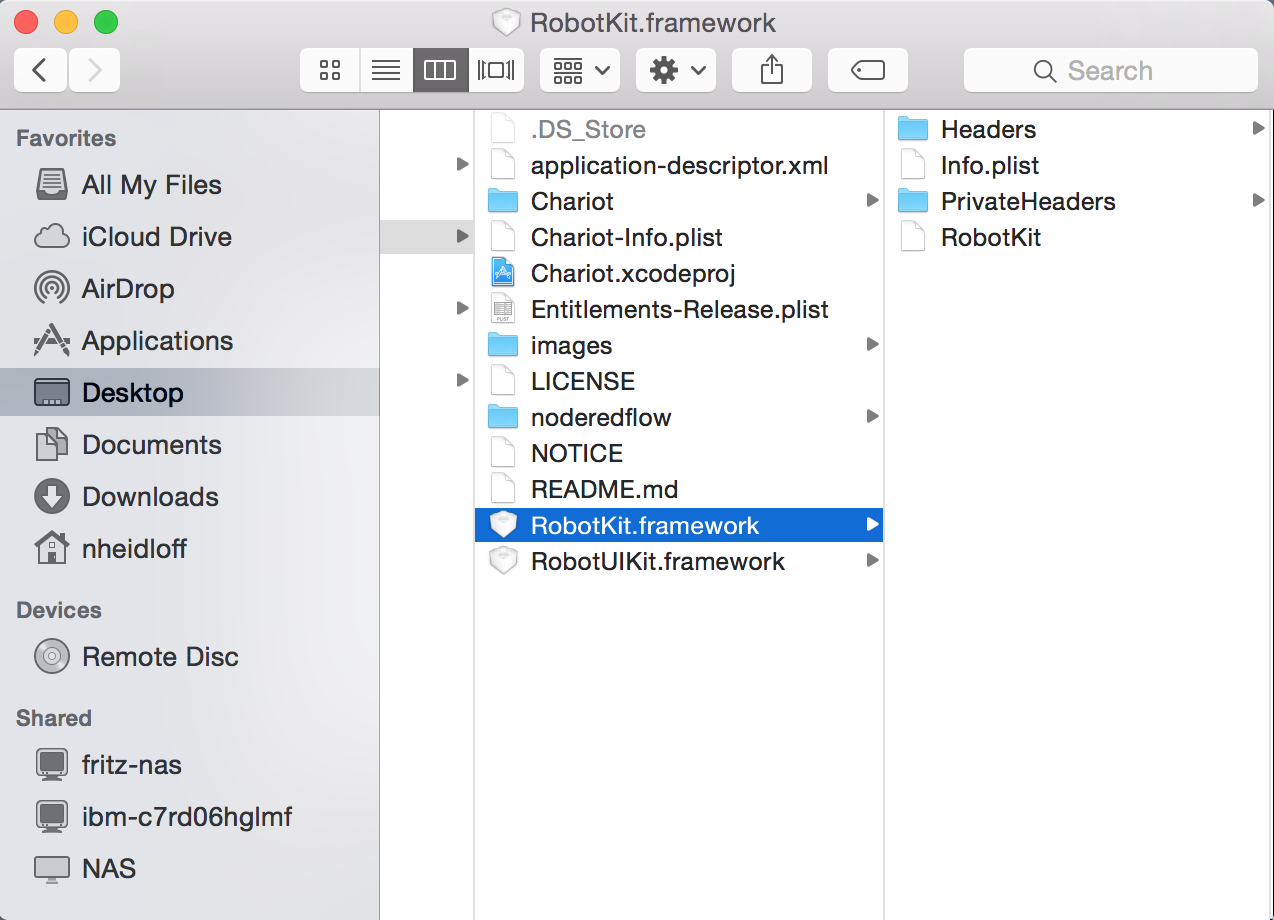 RobotKit.framework
Search
Favorites
All My Files
iCloud Drive
AirDrop
Applications
Desktop
Documents
Downloads
nheidloff
Devices
Remote Disc
Shared
fritz-nas
ibm-c7rd06hglmf
NAS
.DS_Store
application-descriptor.xml
Chariot
Chariot-Info.plist
Chariot.xcodeproj
Entitlements-Release.plist
images
LICENSE
noderedflow
NOTICE
README.md
RobotKit.framework
RobotUIKit.framework
Headers
Info.plist
PrivateHeaders
RobotKit